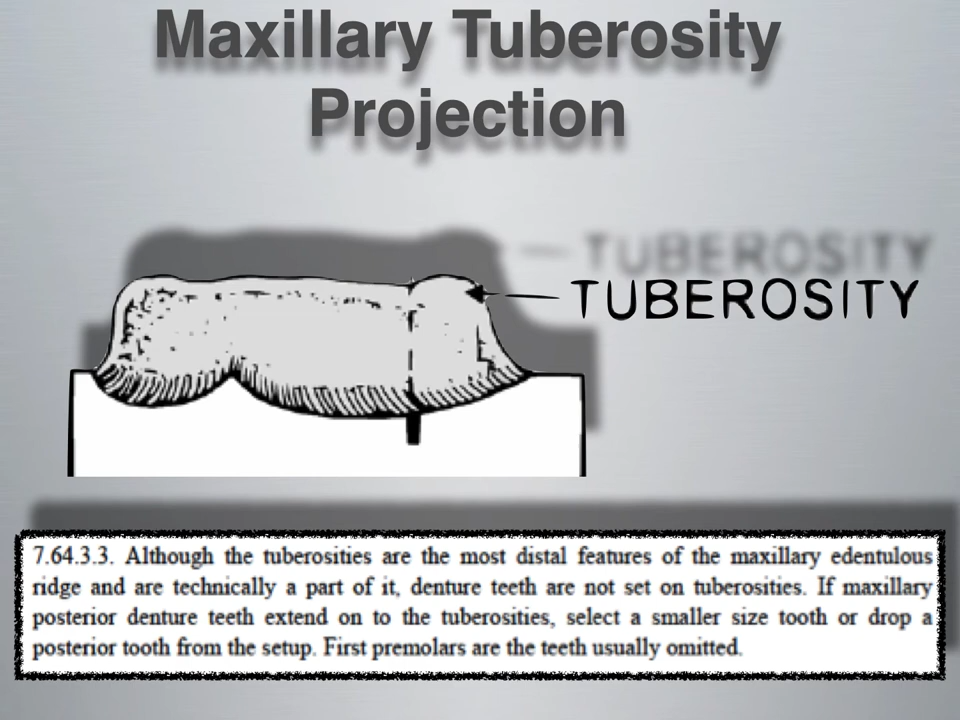 Maxillary Tuberosity
Projection
TUBEROSITY
TUBEROSITY
7.64.3.3. Although the tuberosities are the most distal features of the maxillary edentulous
ridge and are technically a part of it, denture teeth are not set on tuberosities. If maxillary
posterior denture teeth extend on to the tuberosities, select a smaller size tooth or drop a
posterior tooth from the setup. First premolars are the teeth usually omitted.